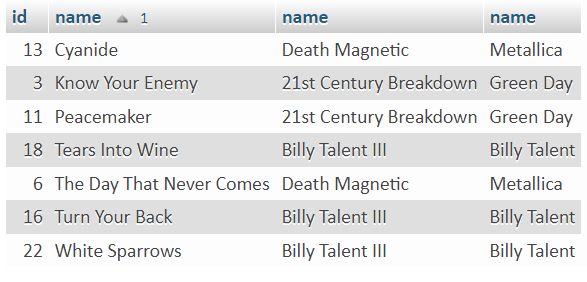 id name 1 name name
13 Cyanide Death Magnetic Metallica
3 Know Your Enemy 21st Century Breakdown Green Day
11 Peacemaker 21st Century Breakdown Green Day
18 Tears Into Wine Billy Talent III Billy Talent
6 The Day That Never Comes Death Magnetic Metallica
16 Turn Your Back Billy Talent III Billy Talent
22 White Sparrows Billy Talent III Billy Talent